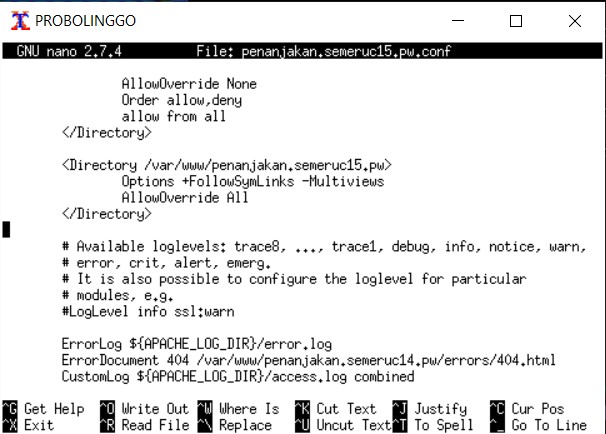 PROBOLINGGO
GNU nano 2.7.4 File: penanjakan.semeruc15.pw.conf
AllowOverride None
Order allow,deny
allow from all
</Directory>
<Directory /var/www/penanjakan.semeruc15.pw>
Options +FollowSymLinks -Multiviews
AllowOverride All
</Directory>
# Available loglevels: trace8, ..., trace1, debug, info, notice, warn,
# error, crit, alert, emerg.
# It is also possible to configure the loglevel for particular
# modules, e.g.
#LogLevel info ssl:warn
ErrorLog ${APACHE_LOG_DIR}/error.log
ErrorDocument 404 /var/www/penanjakan.semeruc14.pw/errors/404.html
CustomLog ${APACHE_LOG_DIR}/access.log combined
^G Get Help ^O Write Out ^W Where Is ^K Cut Text ^J Justify ^C Cur Pos
^X Exit ^R Read File ^\ Replace ^U Uncut Text ^T To Spell ^_ Go To Line